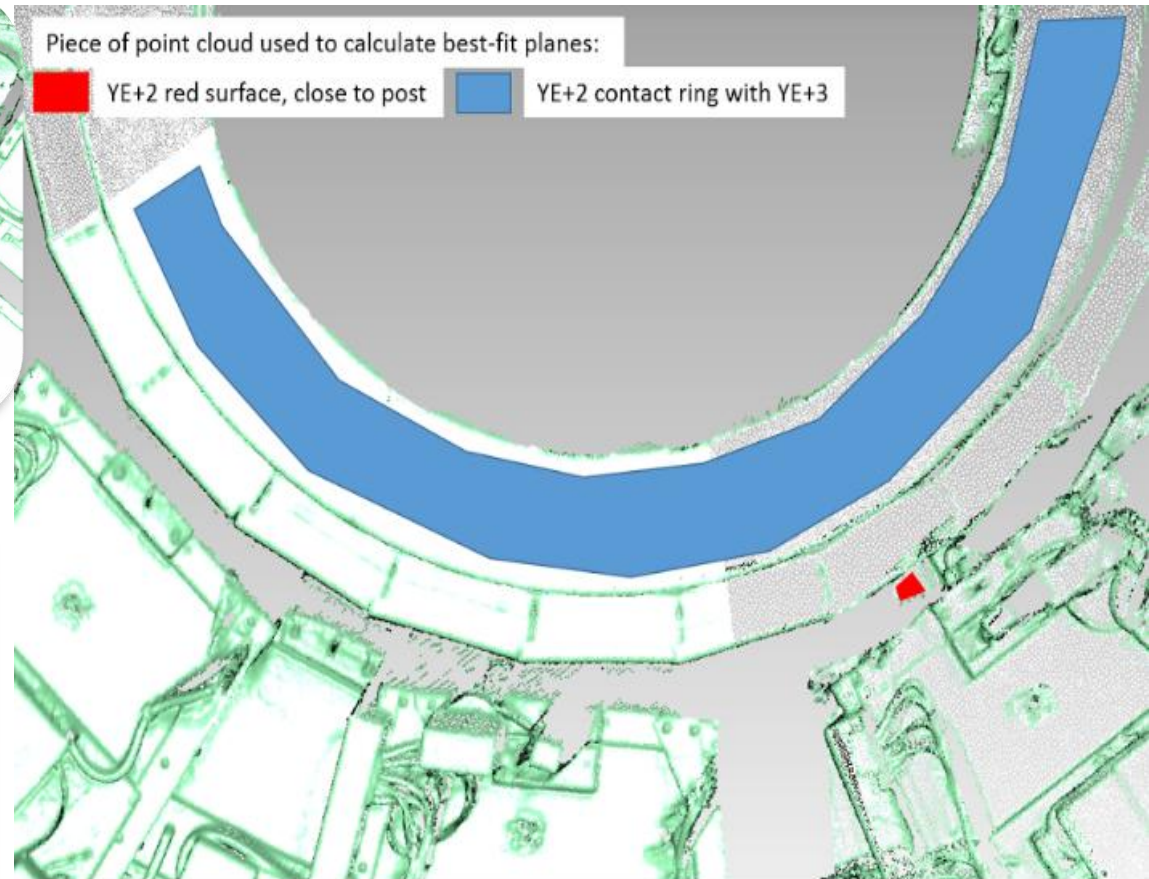 Piece of point cloud used to calculate best-fit planes:
YE+2 red surface, close to post YE+2 contact ring with YE+3